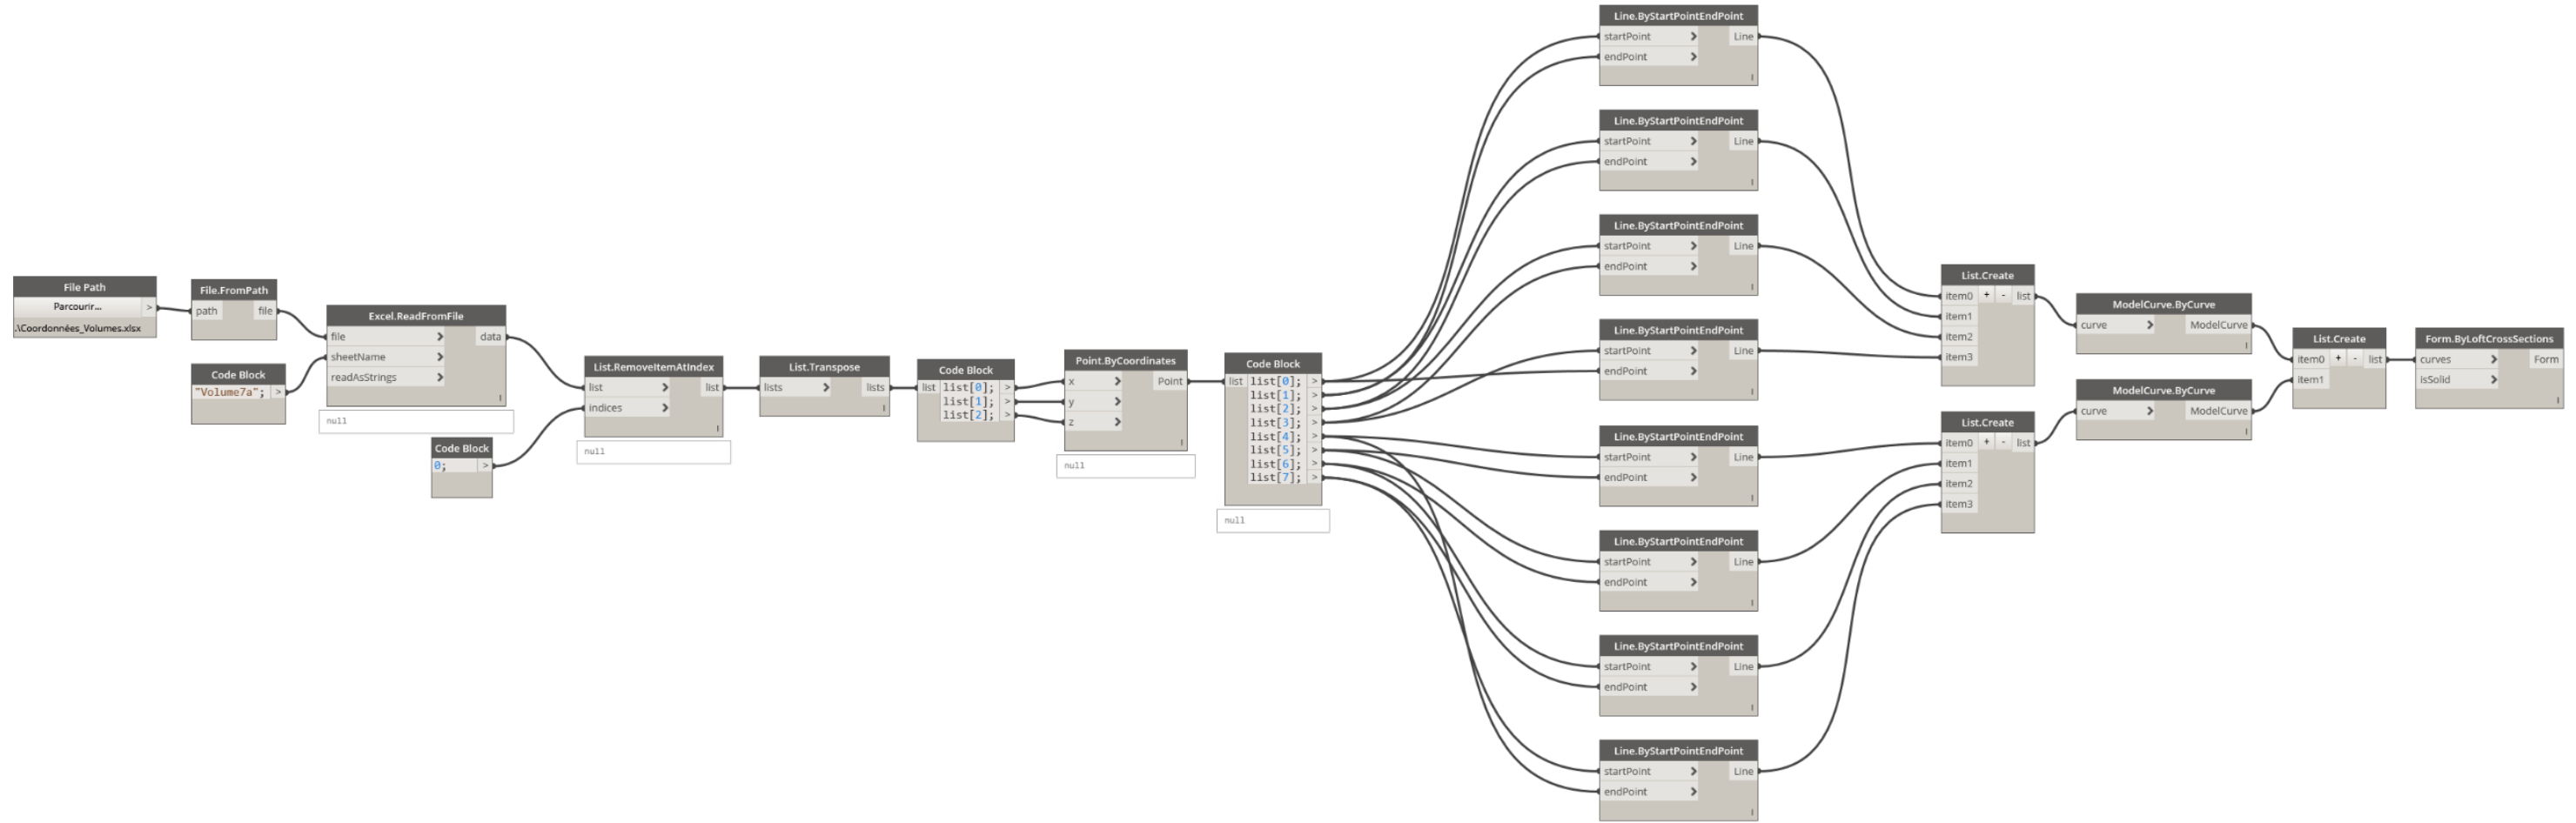 File Path
Parcourir... >
.\Coordonnées_Volumes.xlsx
File.FromPath
path file
Code Block
"Volume7a"; >
Excel.ReadFromFile
file > data
sheetName >
readAsStrings >
null
Code Block
0; >
List.RemoveItemAtIndex
list > list
indices >
null
List.Transpose
lists > lists
Code Block
list list[0]; >
list[1]; >
list[2]; >
Point.ByCoordinates
x > Point
y >
z >
null
Code Block
list list[0]; >
list[1]; >
list[2]; >
list[3]; >
list[4]; >
list[5]; >
list[6]; >
list[7]; >
null
Line.ByStartPointEndPoint
startPoint > Line
endPoint >
Line.ByStartPointEndPoint
startPoint > Line
endPoint >
Line.ByStartPointEndPoint
startPoint > Line
endPoint >
Line.ByStartPointEndPoint
startPoint > Line
endPoint >
Line.ByStartPointEndPoint
startPoint > Line
endPoint >
Line.ByStartPointEndPoint
startPoint > Line
endPoint >
Line.ByStartPointEndPoint
startPoint > Line
endPoint >
Line.ByStartPointEndPoint
startPoint > Line
endPoint >
List.Create
item0 + - list
item1
item2
item3
List.Create
item0 + - list
item1
item2
item3
ModelCurve.ByCurve
curve > ModelCurve
ModelCurve.ByCurve
curve > ModelCurve
List.Create
item0 + - list
item1
Form.ByLoftCrossSections
curves > Form
isSolid >